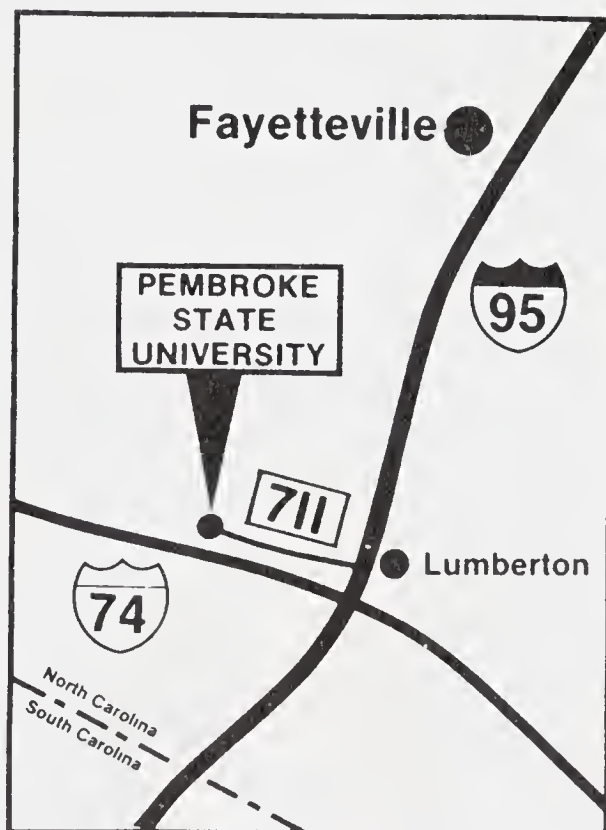 Fayetteville
95
PEMBROKE
STATE
UNIVERSITY
711
Lumberton
74
North Carolina
South Carolina